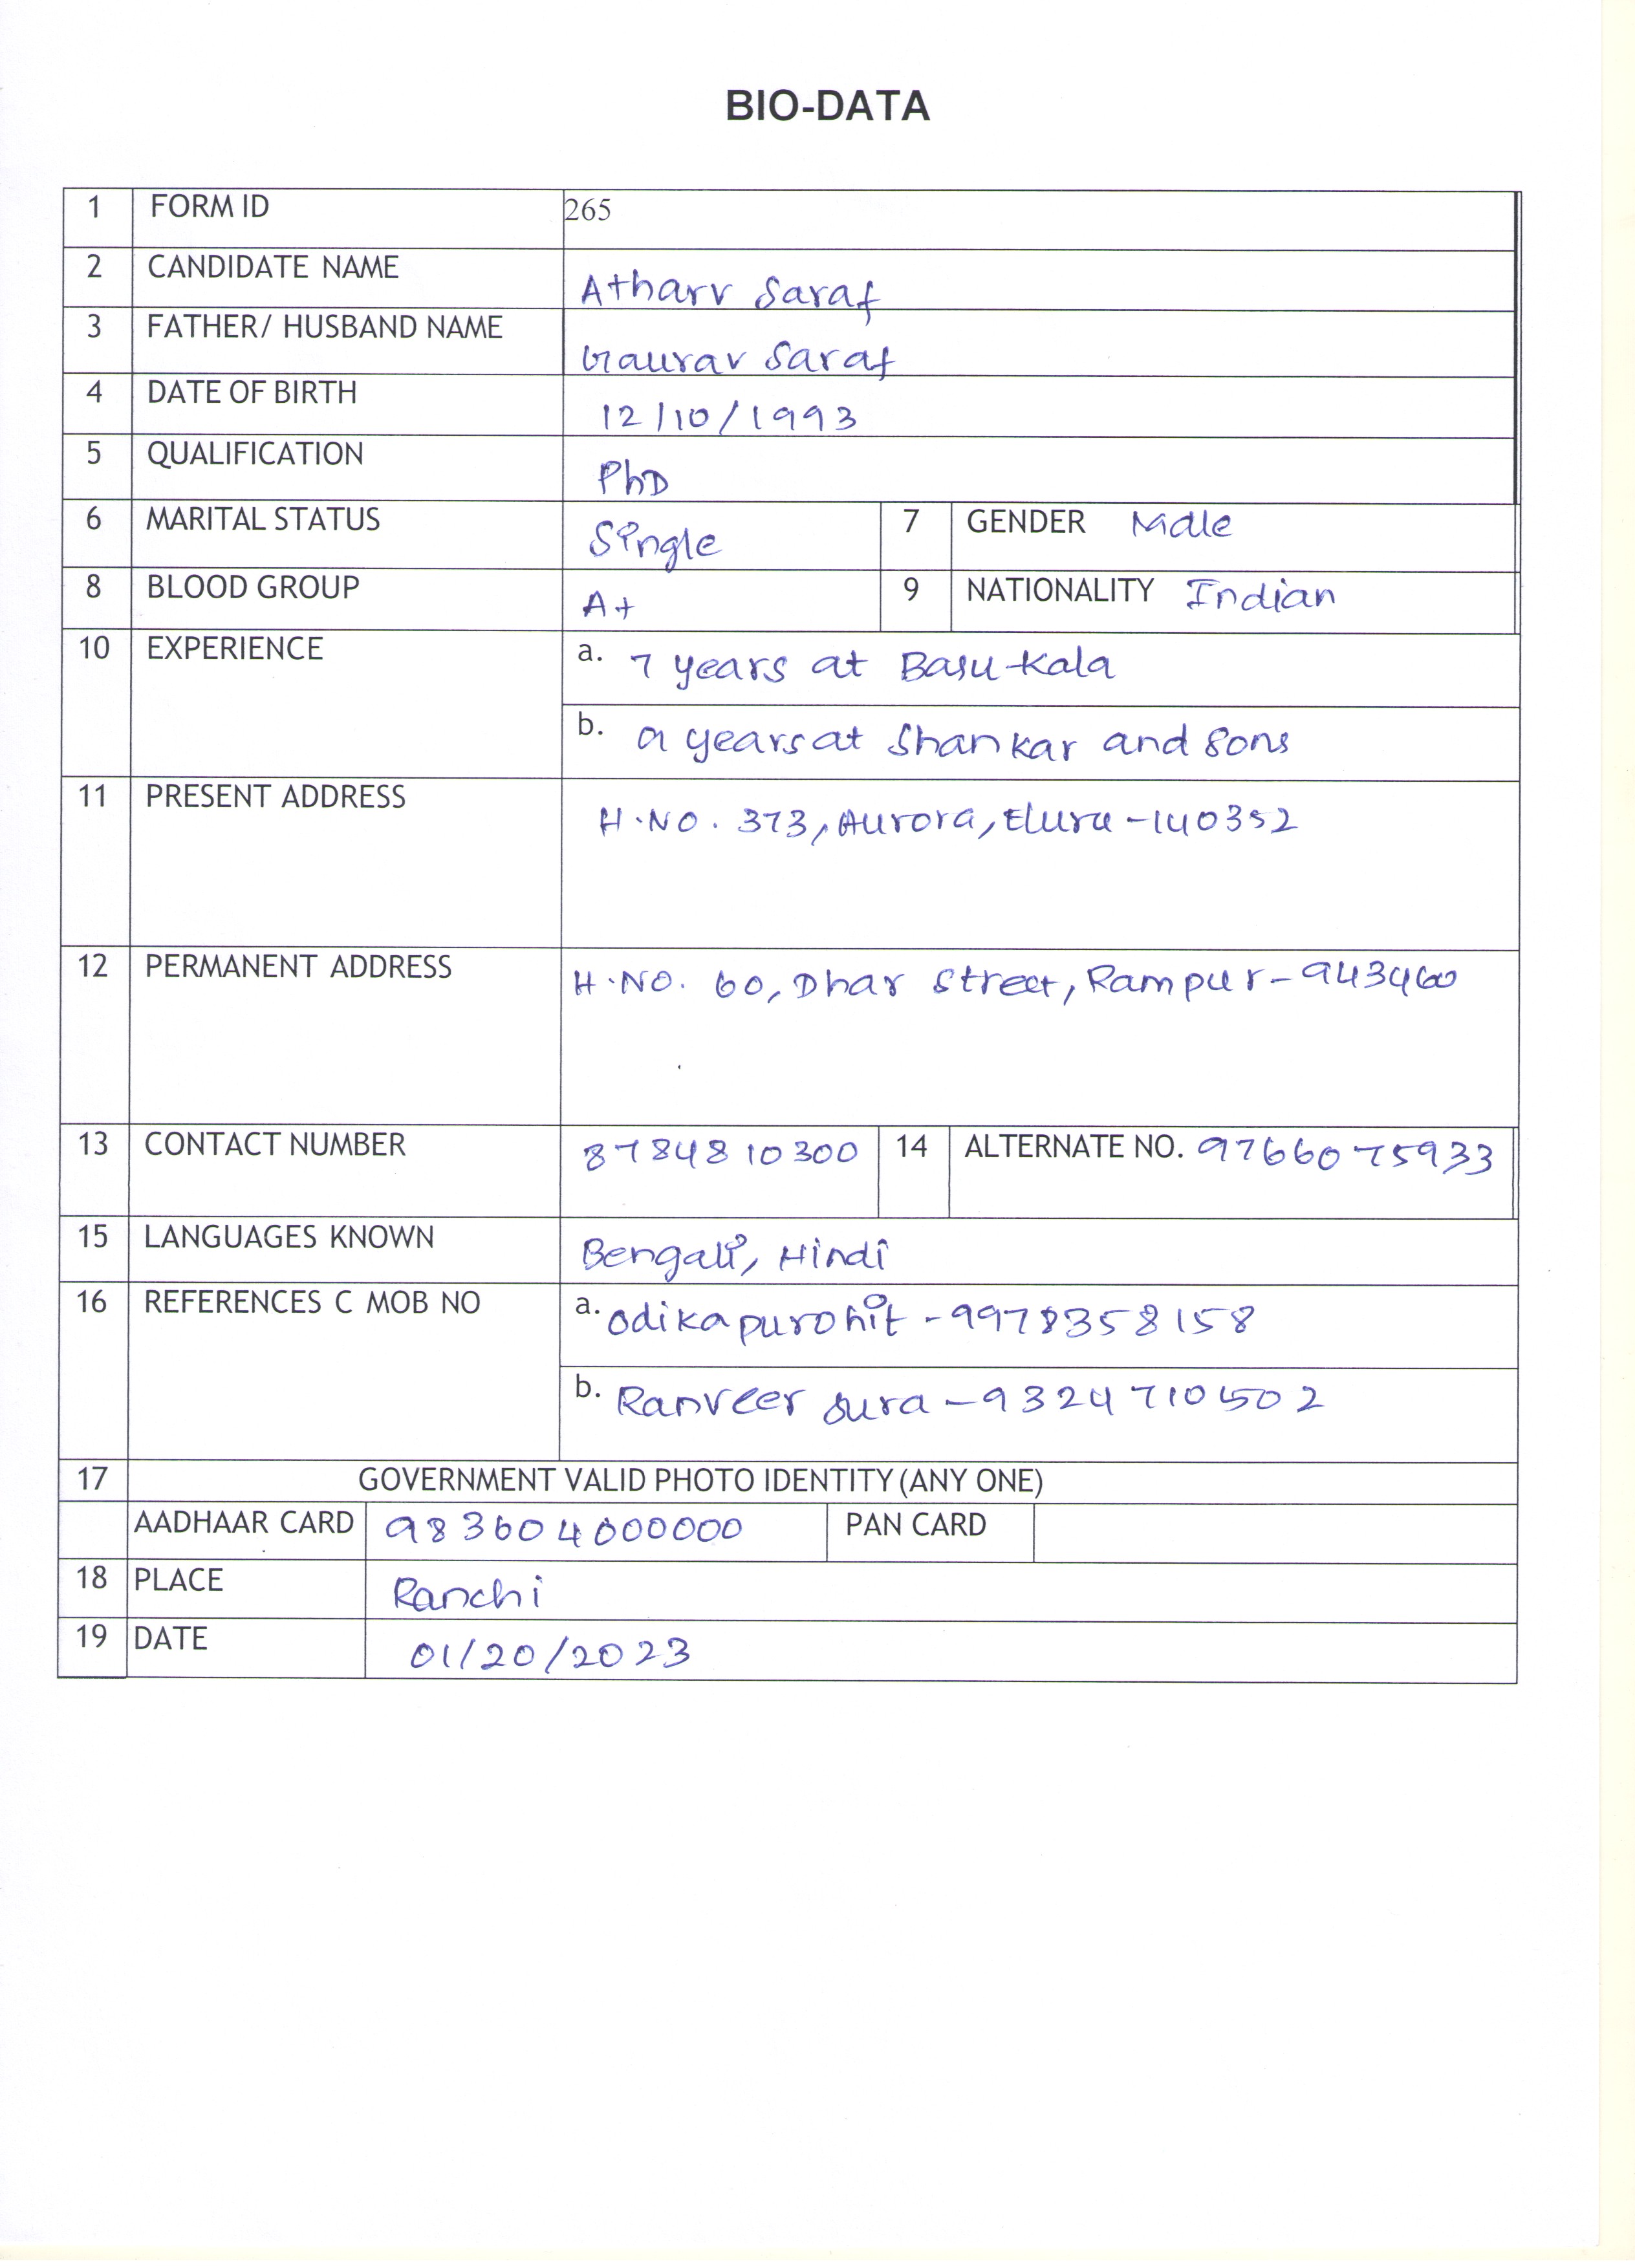 BIO-DATA
1 FORM ID 265
2 CANDIDATE NAME Atharv Saraf
3 FATHER/ HUSBAND NAME Gaurav Saraf
4 DATE OF BIRTH 12/10/1993
5 QUALIFICATION PhD
6 MARITAL STATUS Single 7 GENDER Male
8 BLOOD GROUP A+ 9 NATIONALITY Indian
10 EXPERIENCE a. 7 years at Basu-Kala
b. 9 years at Shankar and Sons
11 PRESENT ADDRESS H.NO. 373, Aurora, Eluru - 140352
12 PERMANENT ADDRESS H.NO. 60, Dhar Street, Rampur - 943460
13 CONTACT NUMBER 8784810300 14 ALTERNATE NO. 9766075933
15 LANGUAGES KNOWN Bengali, Hindi
16 REFERENCES C MOB NO a. Odika purohit - 9978358158
b. Ranveer Sura - 9324710502
17 GOVERNMENT VALID PHOTO IDENTITY (ANY ONE)
AADHAAR CARD 983604000000 PAN CARD
18 PLACE Ranchi
19 DATE 01/20/2023